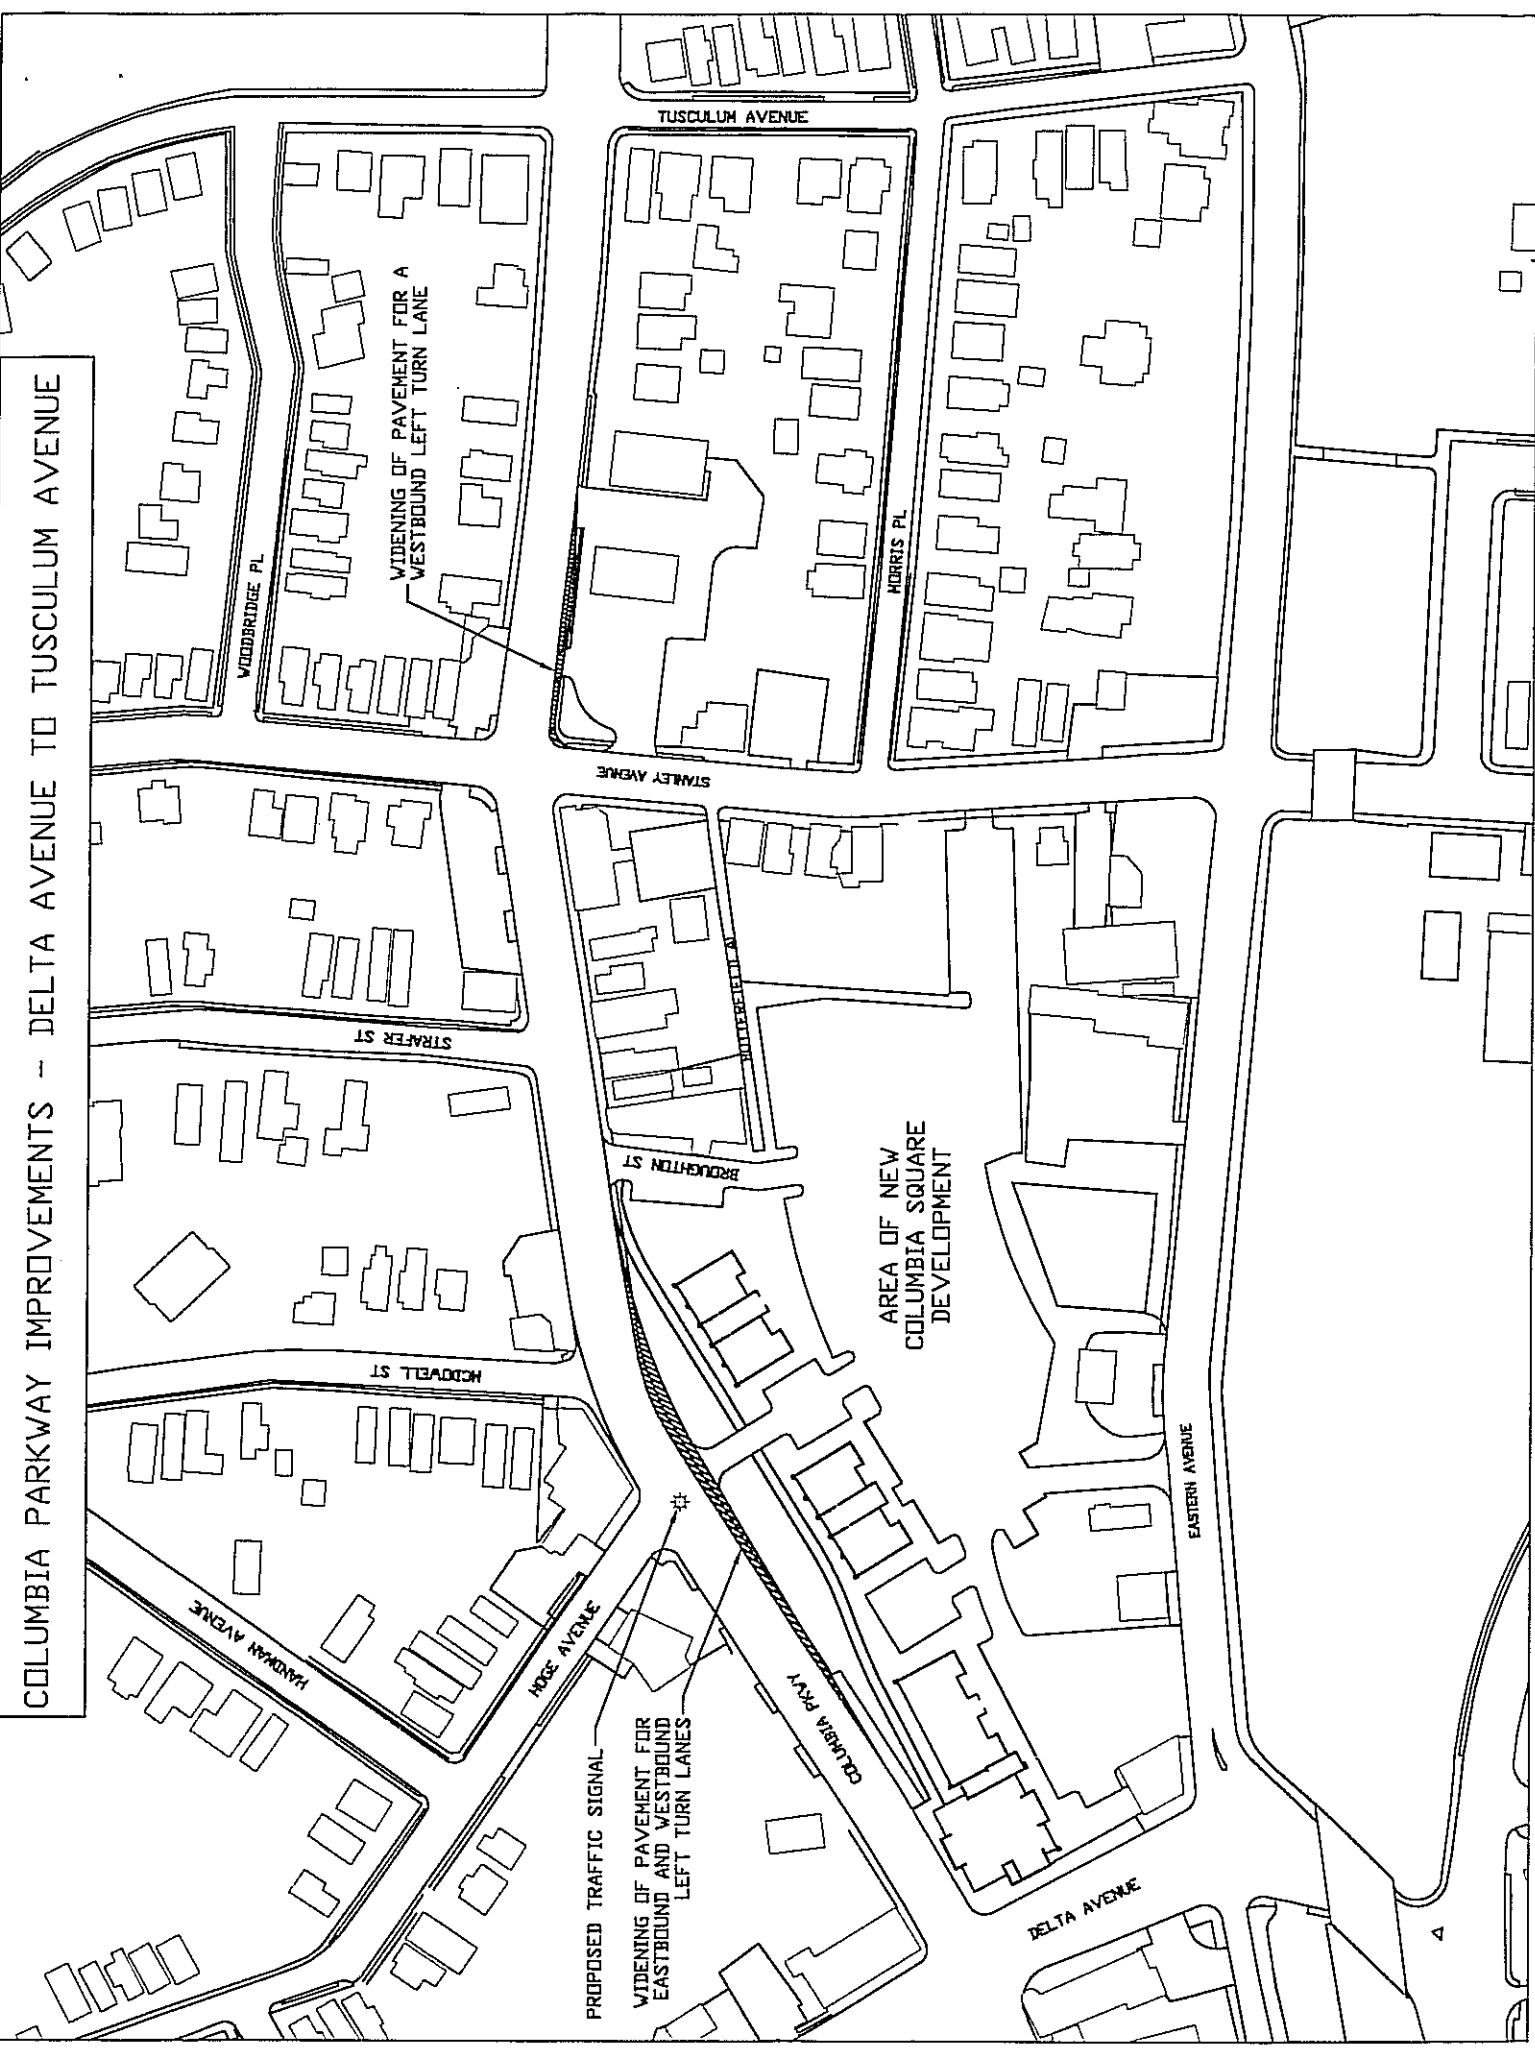 COLUMBIA PARKWAY IMPROVEMENTS - DELTA AVENUE TO TUSCULUM AVENUE
TUSCULUM AVENUE
WIDENING OF PAVEMENT FOR A
WESTBOUND LEFT TURN LANE
WOODBRIDGE PL
MORRIS PL
STANLEY AVENUE
STRAFER ST
BUTTERFIELD AL
BROUGHTON ST
AREA OF NEW
COLUMBIA SQUARE
DEVELOPMENT
MCDOWELL ST
EASTERN AVENUE
HANDMAN AVENUE
HOGE AVENUE
COLUMBIA PKWY
PROPOSED TRAFFIC SIGNAL
WIDENING OF PAVEMENT FOR
EASTBOUND AND WESTBOUND
LEFT TURN LANES
DELTA AVENUE